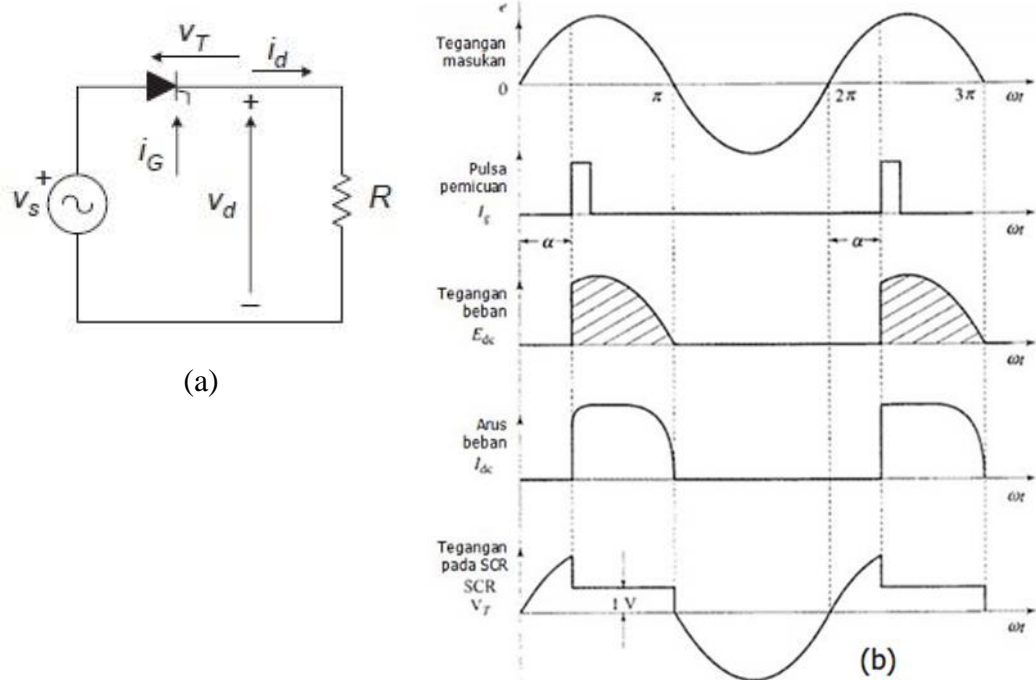 v_T
i_d
i_G
+
v_s
+
v_d
R
−
(a)
e
Tegangan
masukan
0
π
2π
3π
ωt
Pulsa
pemicuan
I_g
ωt
α
α
Tegangan
beban
E_dc
ωt
Arus
beban
I_dc
ωt
Tegangan
pada SCR
SCR
V_T
1 V
ωt
(b)